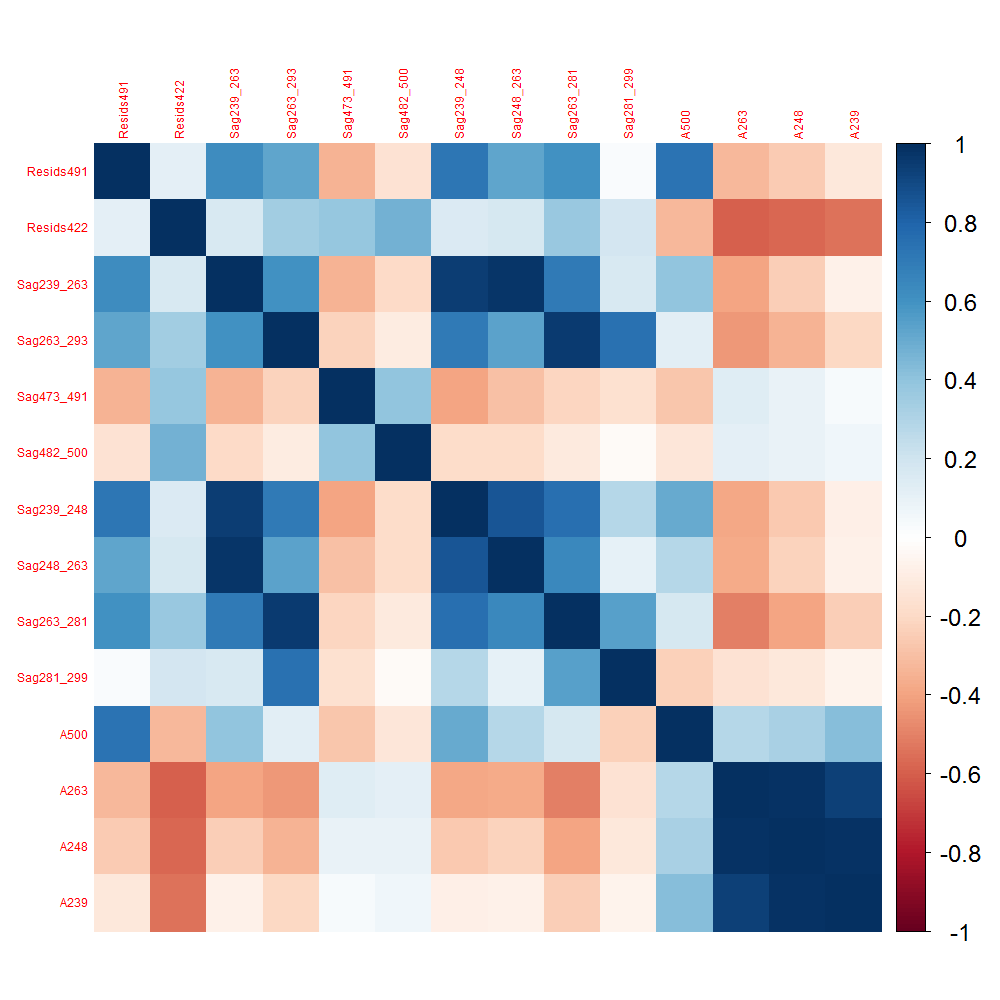 Resids491
Resids422
Sag239_263
Sag263_293
Sag473_491
Sag482_500
Sag239_248
Sag248_263
Sag263_281
Sag281_299
A500
A263
A248
A239
Resids491
Resids422
Sag239_263
Sag263_293
Sag473_491
Sag482_500
Sag239_248
Sag248_263
Sag263_281
Sag281_299
A500
A263
A248
A239
1
0.8
0.6
0.4
0.2
0
-0.2
-0.4
-0.6
-0.8
-1